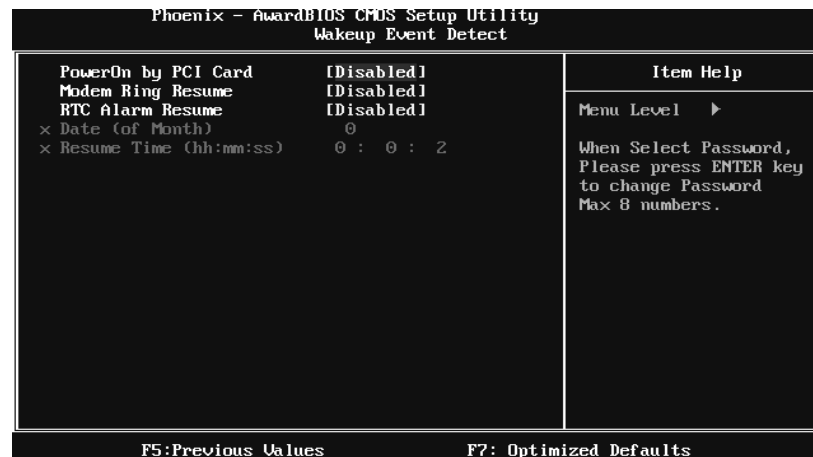 Phoenix - AwardBIOS CMOS Setup Utility
Wakeup Event Detect
PowerOn by PCI Card [Disabled]
Modem Ring Resume [Disabled]
RTC Alarm Resume [Disabled]
x Date (of Month) 0
x Resume Time (hh:mm:ss) 0 : 0 : 2
Item Help
Menu Level ▶
When Select Password,
Please press ENTER key
to change Password
Max 8 numbers.
F5:Previous Values F7: Optimized Defaults